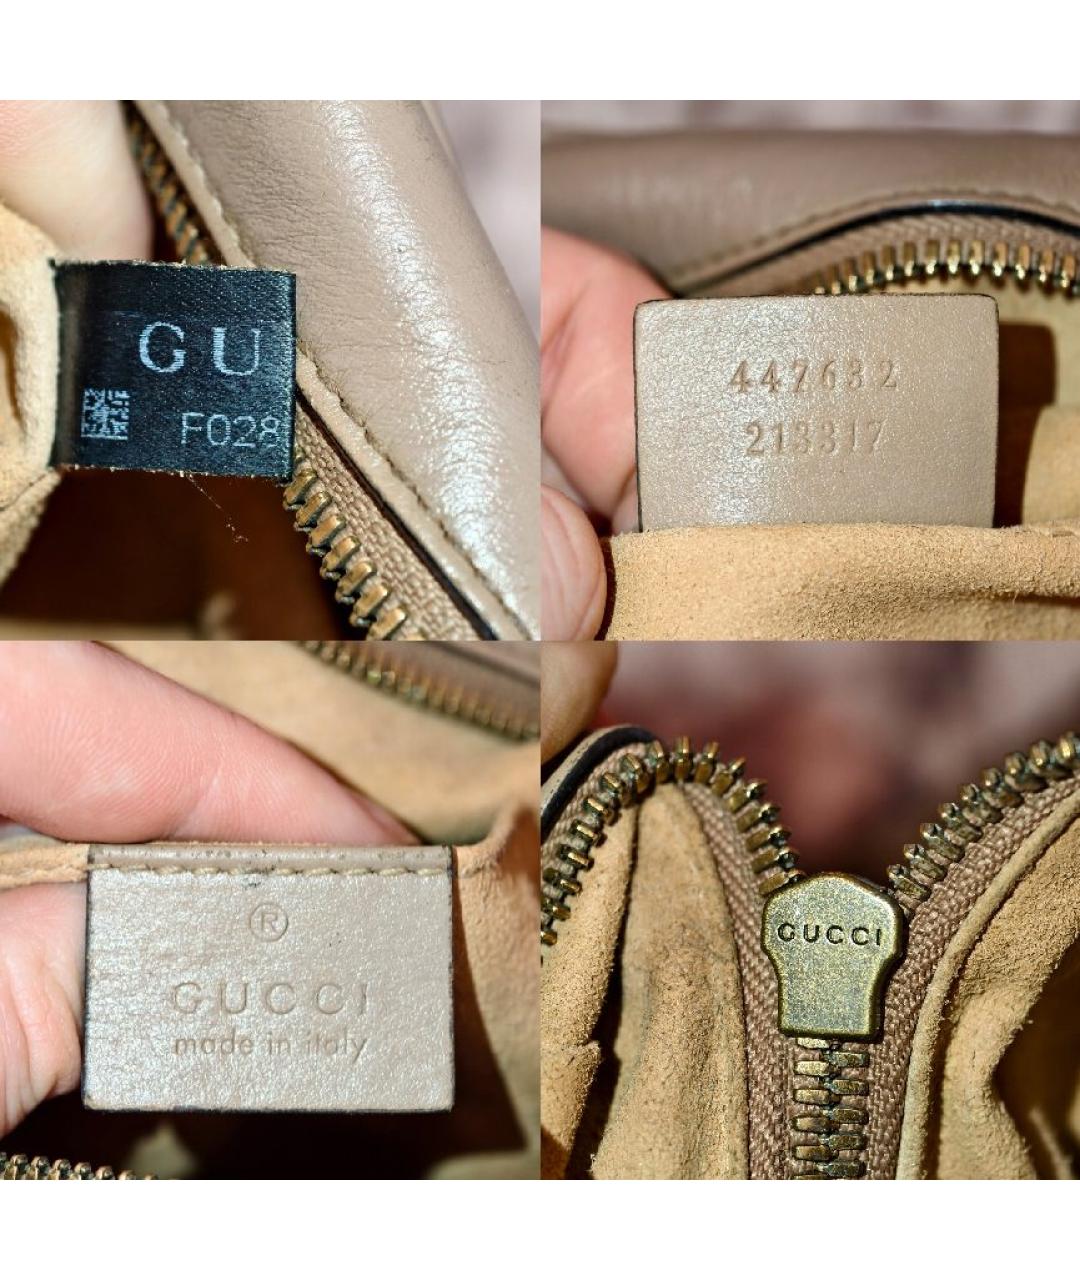 GU
F028
447632
213317
®
GUCCI
made in italy
GUCCI